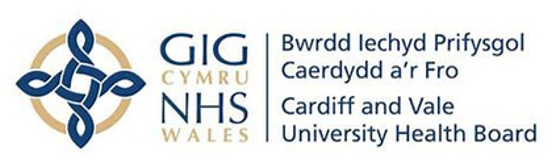 GIG
CYMRU
NHS
WALES
Bwrdd Iechyd Prifysgol
Caerdydd a'r Fro
Cardiff and Vale
University Health Board